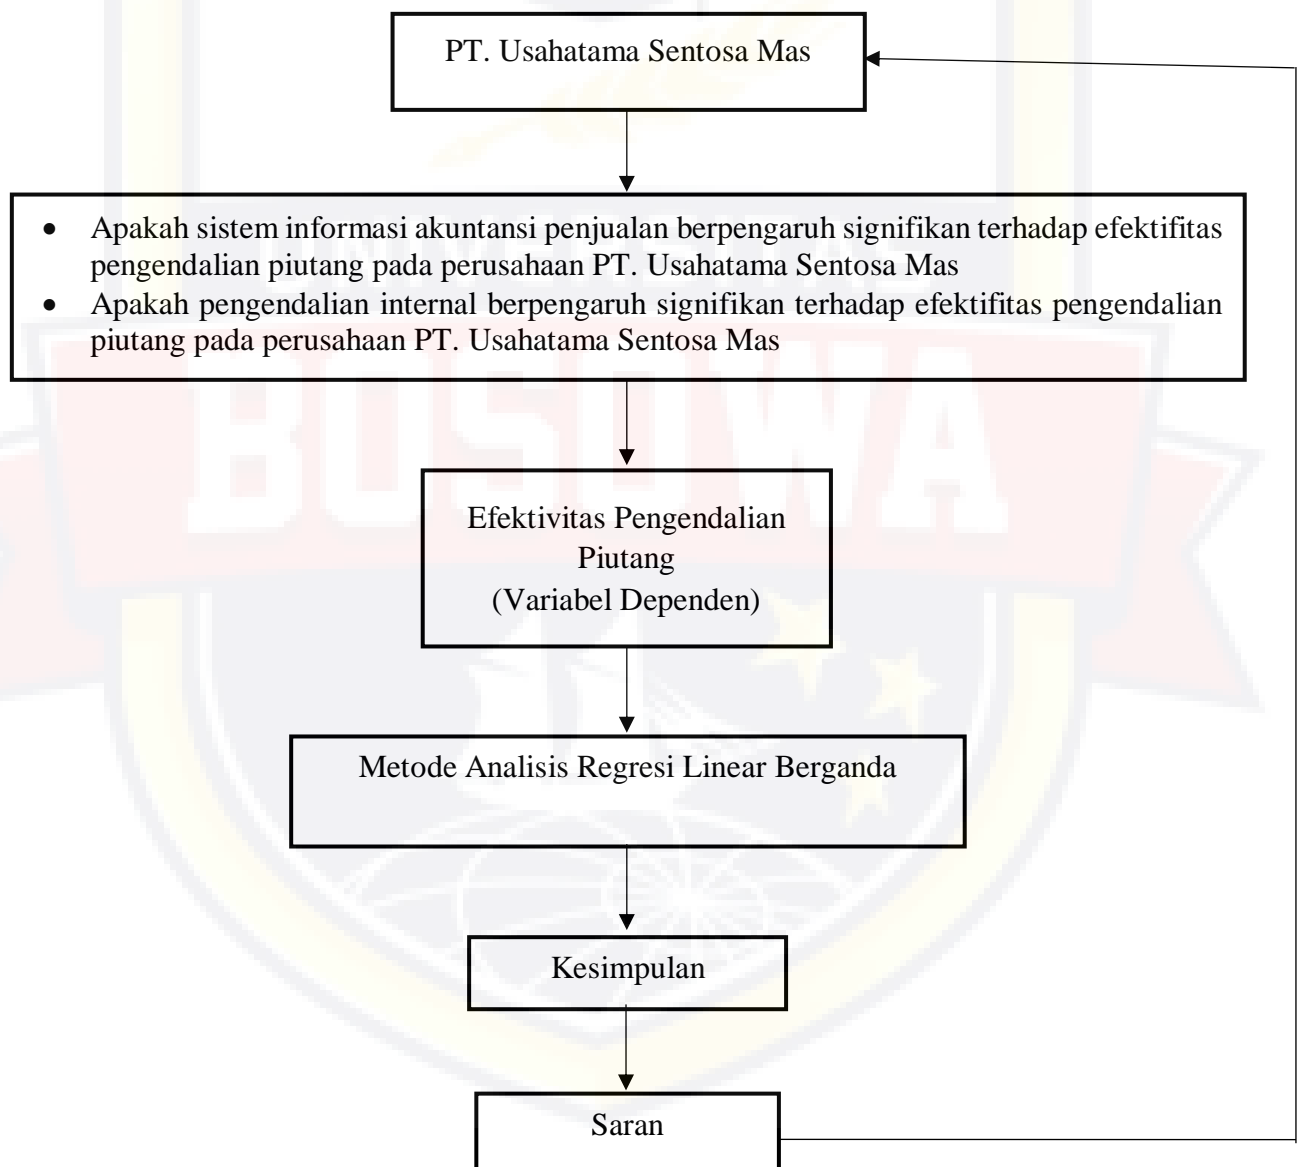 PT. Usahatama Sentosa Mas
• Apakah sistem informasi akuntansi penjualan berpengaruh signifikan terhadap efektifitas
pengendalian piutang pada perusahaan PT. Usahatama Sentosa Mas
• Apakah pengendalian internal berpengaruh signifikan terhadap efektifitas pengendalian
piutang pada perusahaan PT. Usahatama Sentosa Mas
UNIVERSITAS
BOSOWA
Efektivitas Pengendalian
Piutang
(Variabel Dependen)
Metode Analisis Regresi Linear Berganda
Kesimpulan
Saran